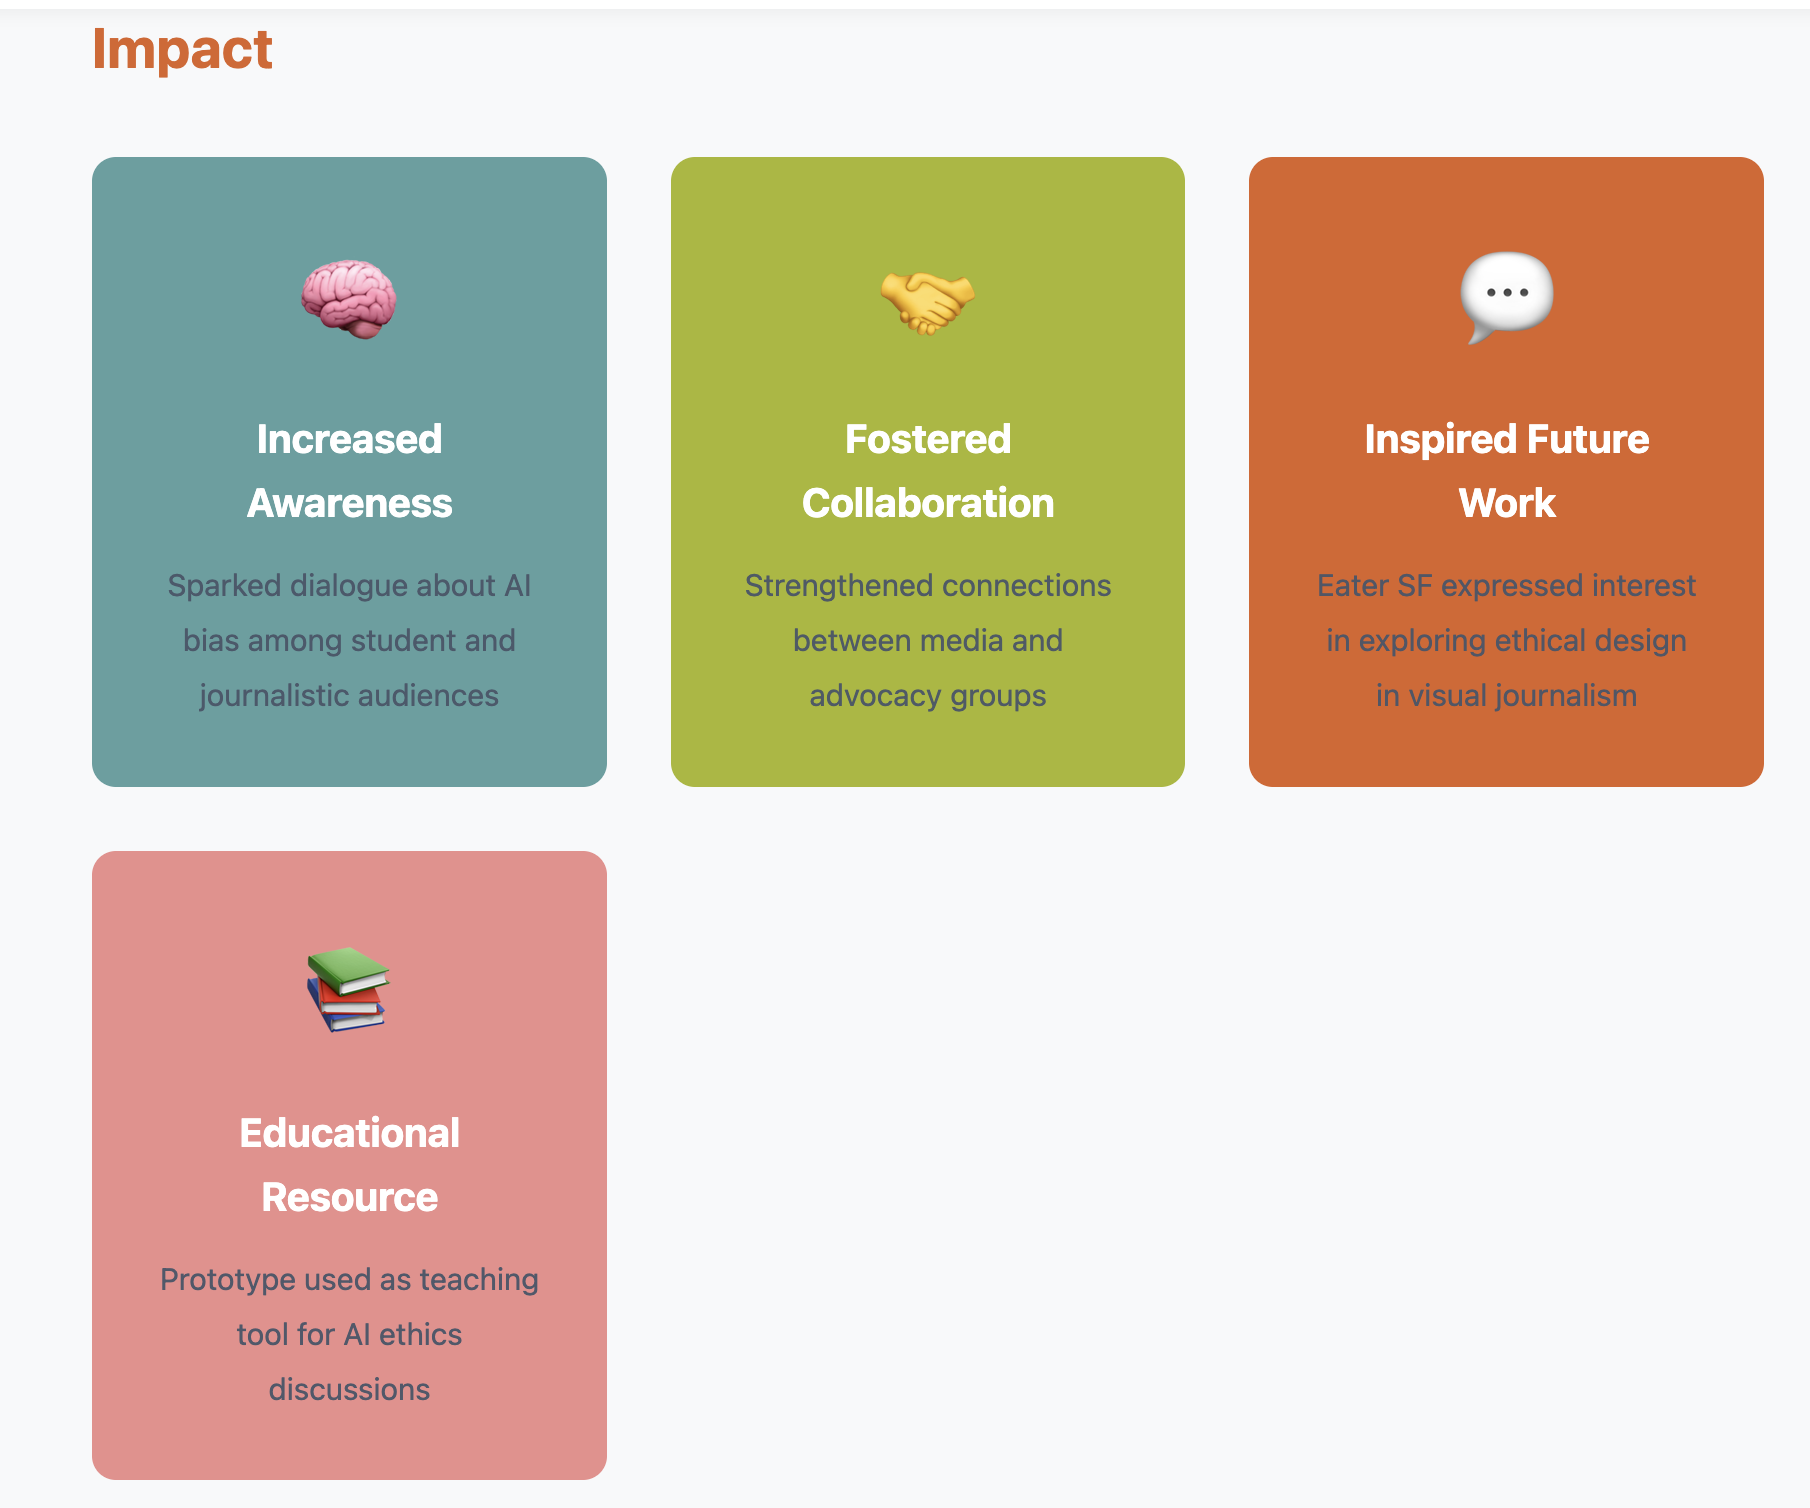 Impact
Increased
Awareness
Sparked dialogue about AI
bias among student and
journalistic audiences
Fostered
Collaboration
Strengthened connections
between media and
advocacy groups
Inspired Future
Work
Eater SF expressed interest
in exploring ethical design
in visual journalism
Educational
Resource
Prototype used as teaching
tool for AI ethics
discussions